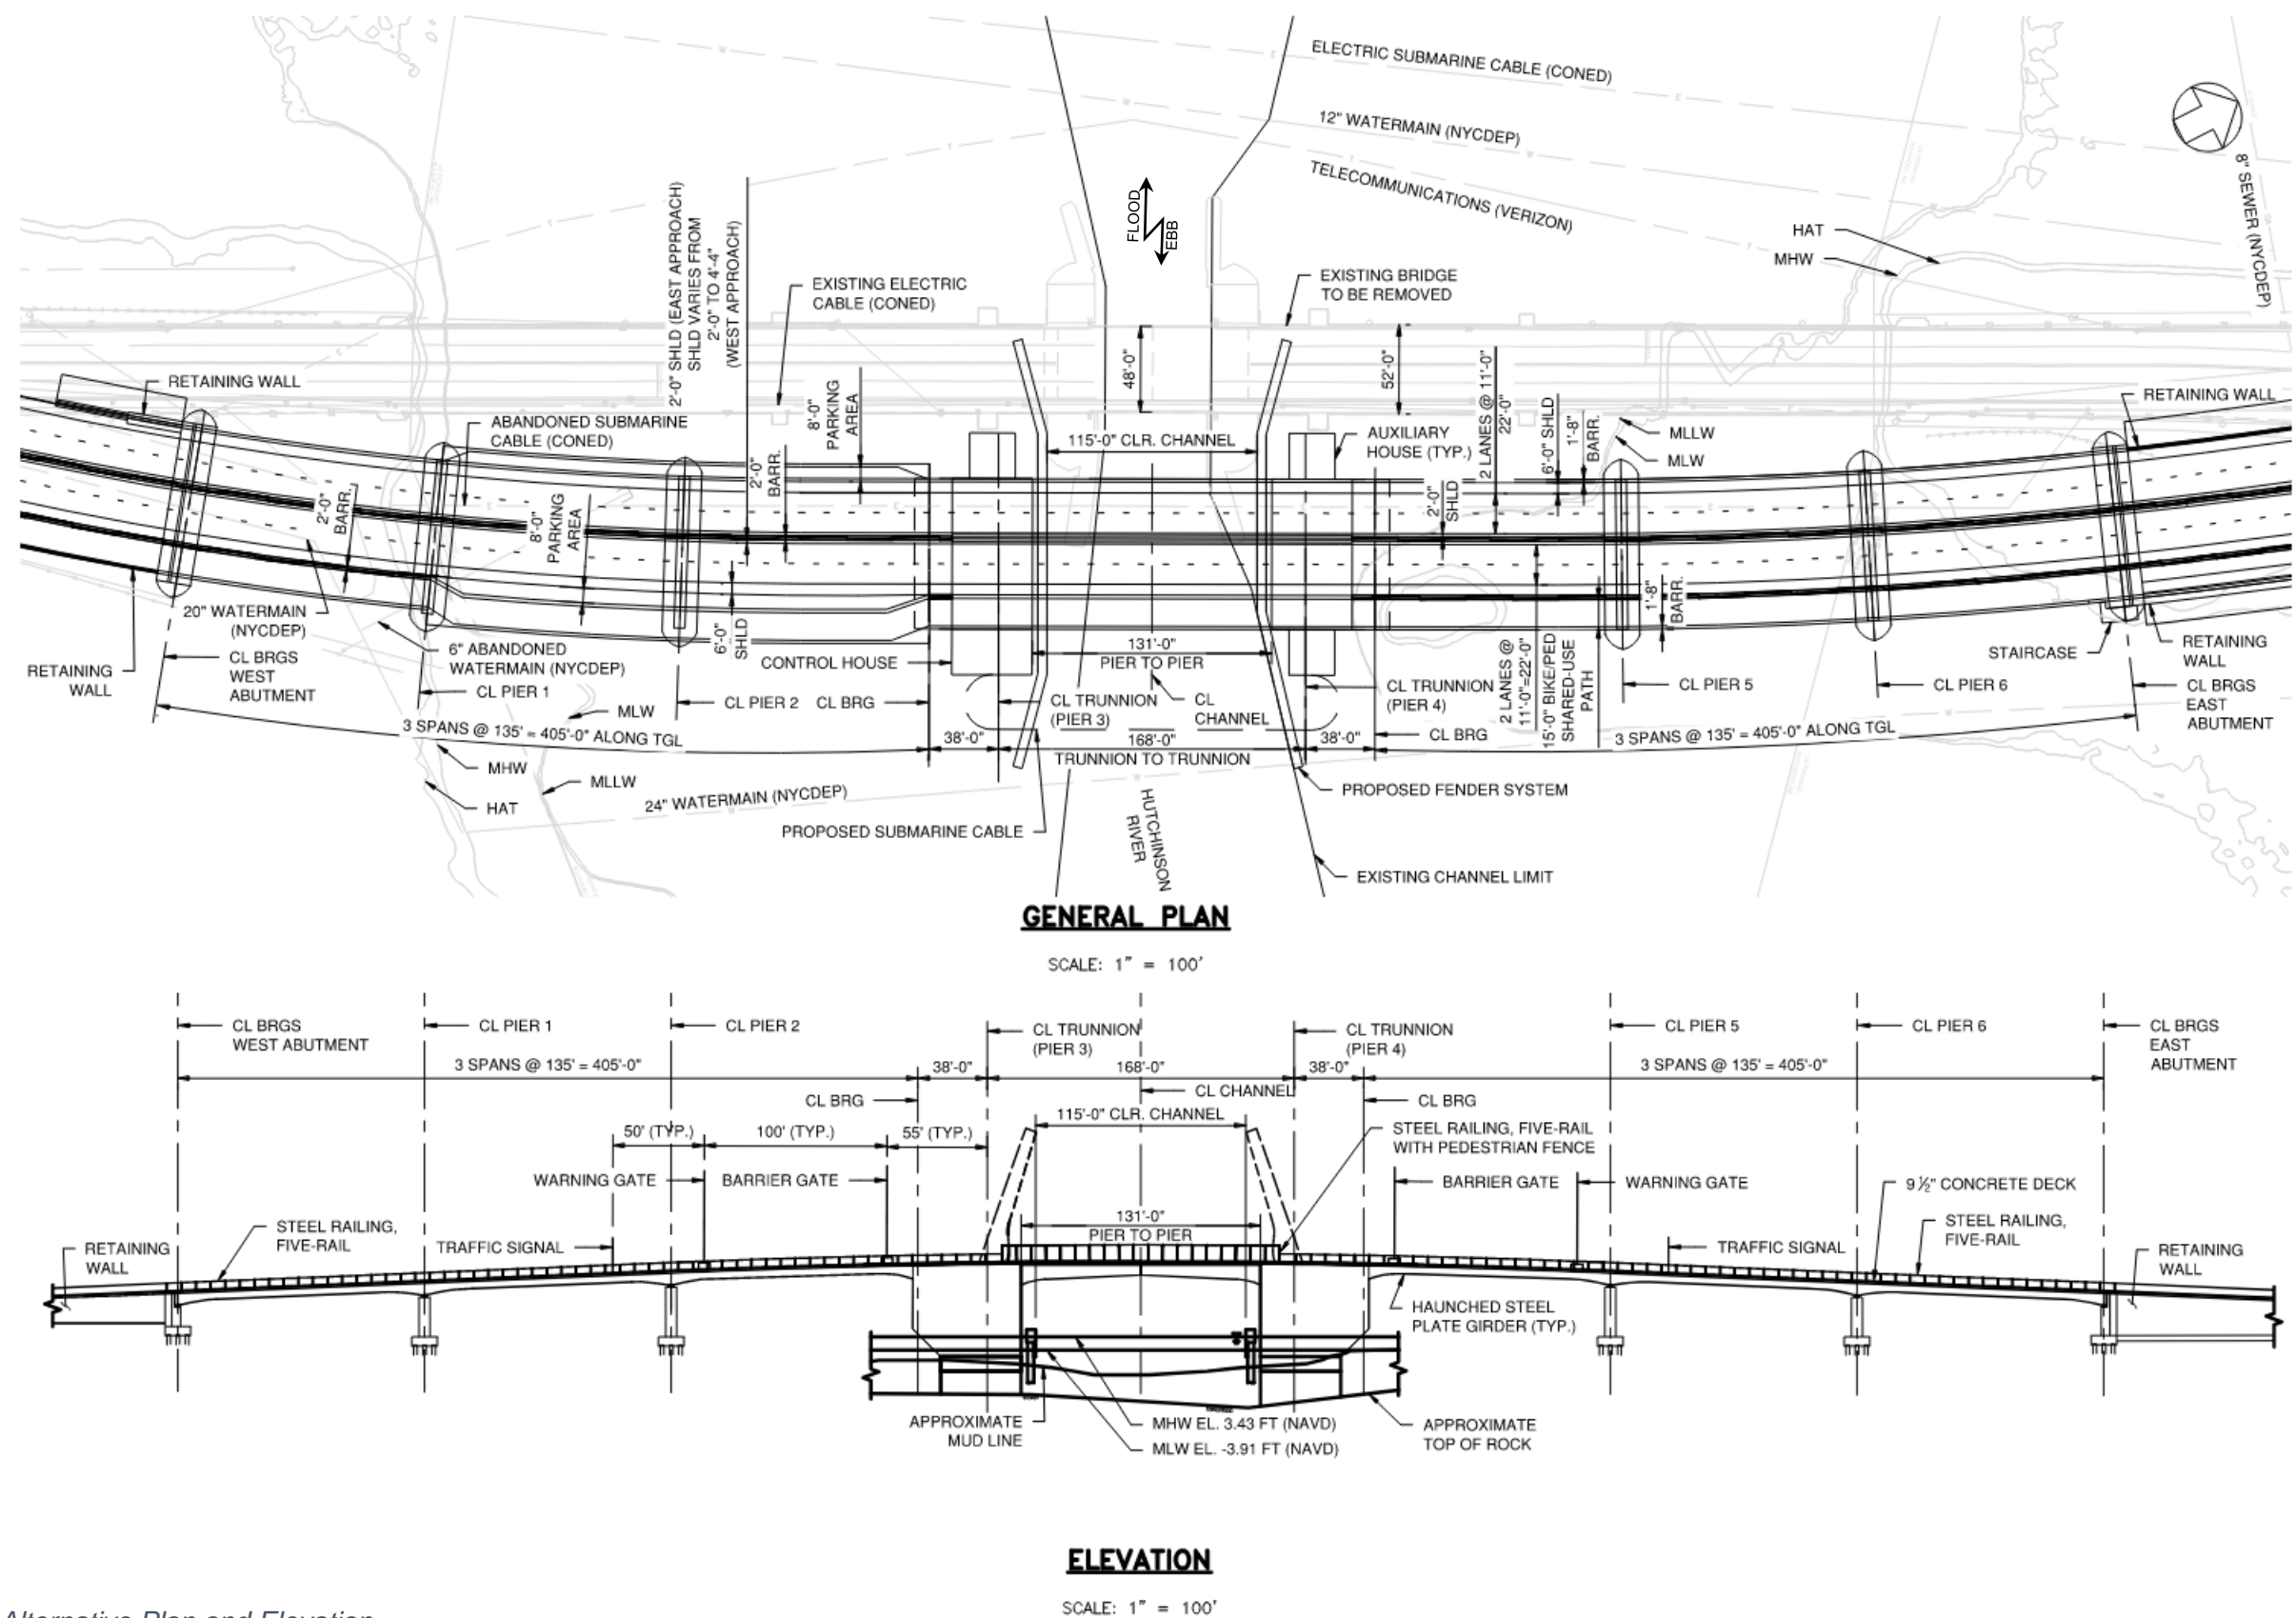 ELECTRIC SUBMARINE CABLE (CONED)
12" WATERMAIN (NYCDEP)
TELECOMMUNICATIONS (VERIZON)
8" SEWER (NYCDEP)
FLOOD
EBB
HAT
MHW
2'-0" SHLD (EAST APPROACH)
SHLD VARIES FROM
2'-0" TO 4'-4"
(WEST APPROACH)
EXISTING ELECTRIC
CABLE (CONED)
EXISTING BRIDGE
TO BE REMOVED
48'-0"
52'-0"
RETAINING WALL
ABANDONED SUBMARINE
CABLE (CONED)
8'-0"
PARKING
AREA
2'-0"
BARR.
115'-0" CLR. CHANNEL
AUXILIARY
HOUSE (TYP.)
2 LANES @ 11'-0"
22'-0"
6'-0" SHLD
1'-8"
BARR.
MLLW
MLW
RETAINING WALL
2'-0"
BARR.
8'-0"
PARKING
AREA
2'-0"
SHLD
20" WATERMAIN
(NYCDEP)
6" ABANDONED
WATERMAIN (NYCDEP)
6'-0"
SHLD
CONTROL HOUSE
131'-0"
PIER TO PIER
1'-8"
BARR.
STAIRCASE
RETAINING
WALL
RETAINING
WALL
CL BRGS
WEST
ABUTMENT
CL PIER 1
CL PIER 2
CL BRG
CL TRUNNION
(PIER 3)
CL
CHANNEL
CL TRUNNION
(PIER 4)
2 LANES @
11'-0"=22'-0"
15'-0" BIKE/PED
SHARED-USE
PATH
CL PIER 5
CL PIER 6
CL BRGS
EAST
ABUTMENT
MLW
3 SPANS @ 135' = 405'-0" ALONG TGL
38'-0"
168'-0"
TRUNNION TO TRUNNION
38'-0"
CL BRG
3 SPANS @ 135' = 405'-0" ALONG TGL
MHW
MLLW
HAT
24" WATERMAIN (NYCDEP)
PROPOSED SUBMARINE CABLE
HUTCHINSON
RIVER
PROPOSED FENDER SYSTEM
EXISTING CHANNEL LIMIT
GENERAL PLAN
SCALE: 1" = 100'
CL BRGS
WEST ABUTMENT
CL PIER 1
CL PIER 2
CL TRUNNION
(PIER 3)
CL TRUNNION
(PIER 4)
CL PIER 5
CL PIER 6
CL BRGS
EAST
ABUTMENT
3 SPANS @ 135' = 405'-0"
38'-0"
168'-0"
38'-0"
3 SPANS @ 135' = 405'-0"
CL BRG
CL CHANNEL
CL BRG
115'-0" CLR. CHANNEL
50' (TYP.)
100' (TYP.)
55' (TYP.)
STEEL RAILING, FIVE-RAIL
WITH PEDESTRIAN FENCE
WARNING GATE
BARRIER GATE
BARRIER GATE
WARNING GATE
9 ½" CONCRETE DECK
131'-0"
PIER TO PIER
STEEL RAILING,
FIVE-RAIL
STEEL RAILING,
FIVE-RAIL
RETAINING
WALL
TRAFFIC SIGNAL
TRAFFIC SIGNAL
RETAINING
WALL
HAUNCHED STEEL
PLATE GIRDER (TYP.)
APPROXIMATE
MUD LINE
MHW EL. 3.43 FT (NAVD)
MLW EL. -3.91 FT (NAVD)
APPROXIMATE
TOP OF ROCK
ELEVATION
SCALE: 1" = 100'
Alternative Plan and Elevation